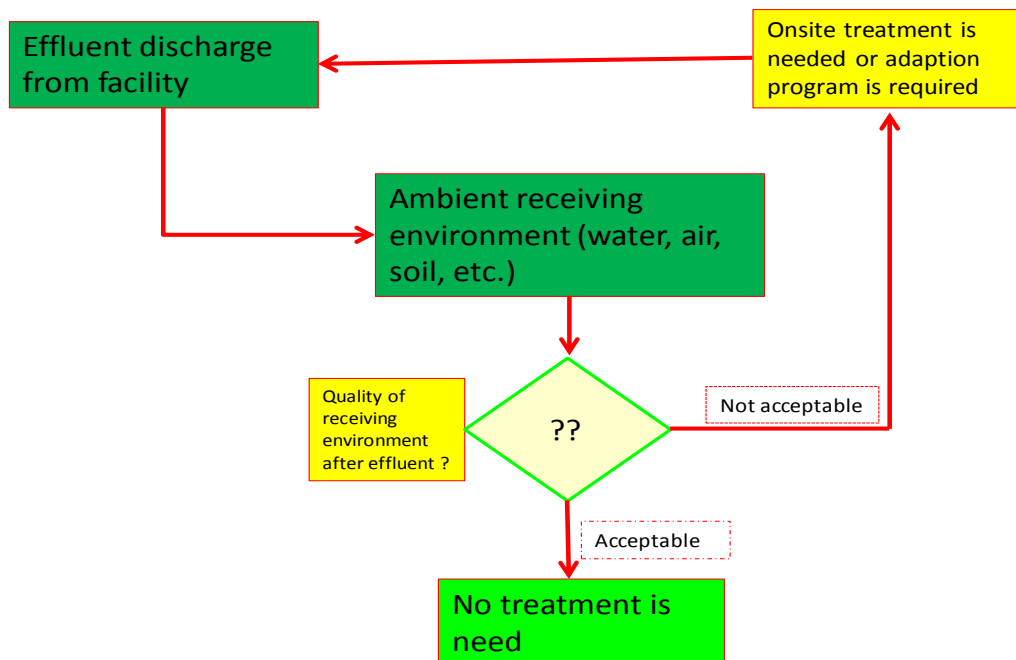 Effluent discharge
from facility
Onsite treatment is
needed or adaption
program is required
Ambient receiving
environment (water, air,
soil, etc.)
Quality of
receiving
environment
after effluent ?
??
Not acceptable
Acceptable
No treatment is
need